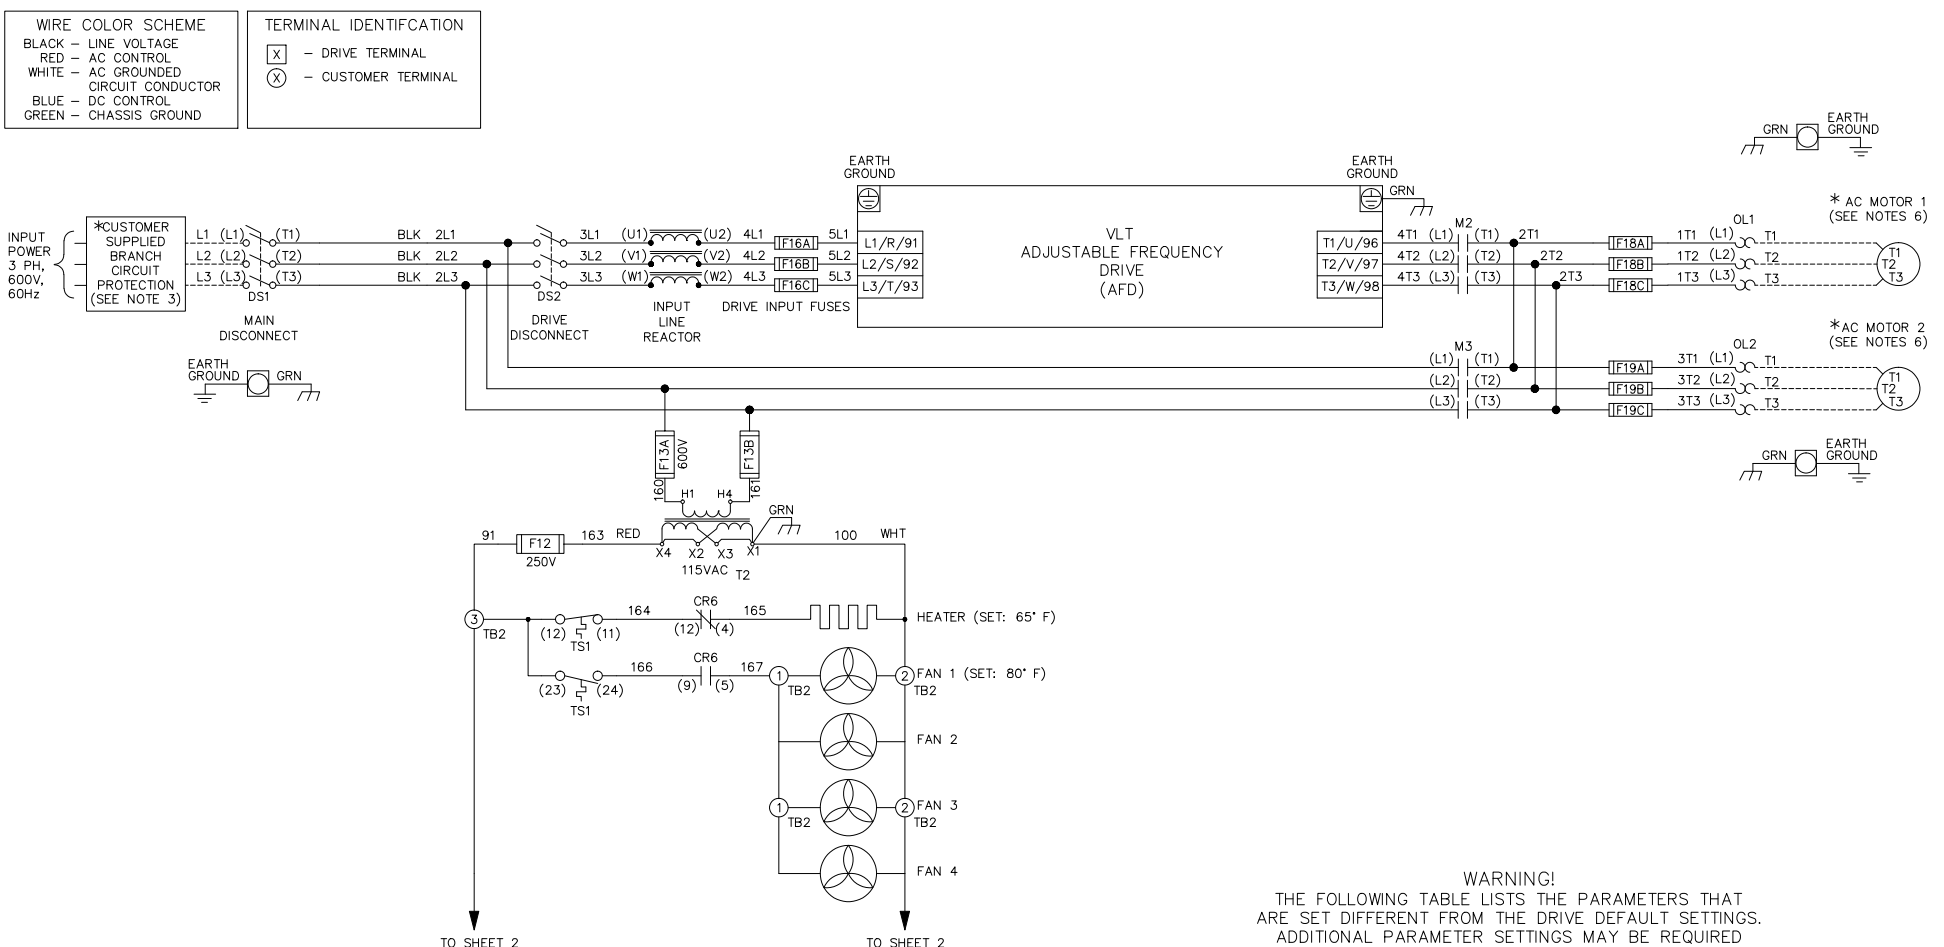 WIRE COLOR SCHEME
BLACK – LINE VOLTAGE
RED – AC CONTROL
WHITE – AC GROUNDED
CIRCUIT CONDUCTOR
BLUE – DC CONTROL
GREEN – CHASSIS GROUND
TERMINAL IDENTIFCATION
X – DRIVE TERMINAL
X – CUSTOMER TERMINAL
INPUT
POWER
3 PH,
600V,
60Hz
*CUSTOMER
SUPPLIED
BRANCH
CIRCUIT
PROTECTION
(SEE NOTE 3)
L1 (L1) (T1) BLK 2L1 3L1 (U1) (U2) 4L1 F16A 5L1 L1/R/91
L2 (L2) (T2) BLK 2L2 3L2 (V1) (V2) 4L2 F16B 5L2 L2/S/92
L3 (L3) (T3) BLK 2L3 3L3 (W1) (W2) 4L3 F16C 5L3 L3/T/93
DS1
MAIN
DISCONNECT
DS2
DRIVE
DISCONNECT
INPUT
LINE
REACTOR
DRIVE INPUT FUSES
EARTH
GROUND
VLT
ADJUSTABLE FREQUENCY
DRIVE
(AFD)
EARTH
GROUND
GRN
M2
T1/U/96 4T1 (L1) (T1) 2T1 F18A 1T1 (L1) T1
T2/V/97 4T2 (L2) (T2) 2T2 F18B 1T2 (L2) T2
T3/W/98 4T3 (L3) (T3) 2T3 F18C 1T3 (L3) T3
OL1
GRN
EARTH
GROUND
* AC MOTOR 1
(SEE NOTES 6)
T1
T2
T3
*AC MOTOR 2
(SEE NOTES 6)
M3
OL2
(L1) (T1) F19A 3T1 (L1) T1
(L2) (T2) F19B 3T2 (L2) T2
(L3) (T3) F19C 3T3 (L3) T3
T1
T2
T3
GRN
EARTH
GROUND
EARTH
GROUND
GRN
F13A
600V
F13B
160
161
H1 H4
GRN
91 F12 163 RED
250V
X4 X2 X3 X1
115VAC T2
100 WHT
3
TB2
(12) (11)
TS1
164
CR6
(12) (4)
165
HEATER (SET: 65° F)
(23) (24)
TS1
166
CR6
(9) (5)
167
1
TB2
2
TB2
FAN 1 (SET: 80° F)
FAN 2
1
TB2
2
TB2
FAN 3
FAN 4
TO SHEET 2
TO SHEET 2
WARNING!
THE FOLLOWING TABLE LISTS THE PARAMETERS THAT
ARE SET DIFFERENT FROM THE DRIVE DEFAULT SETTINGS.
ADDITIONAL PARAMETER SETTINGS MAY BE REQUIRED